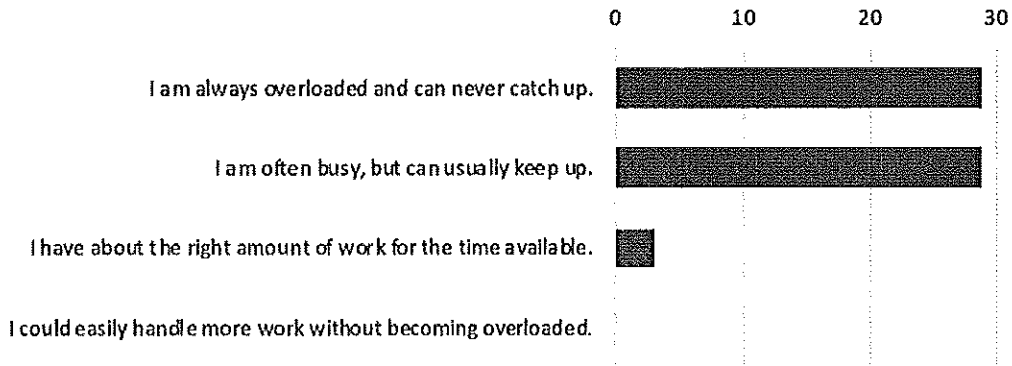 0 10 20 30
I am always overloaded and can never catch up.
I am often busy, but can usually keep up.
I have about the right amount of work for the time available.
I could easily handle more work without becoming overloaded.